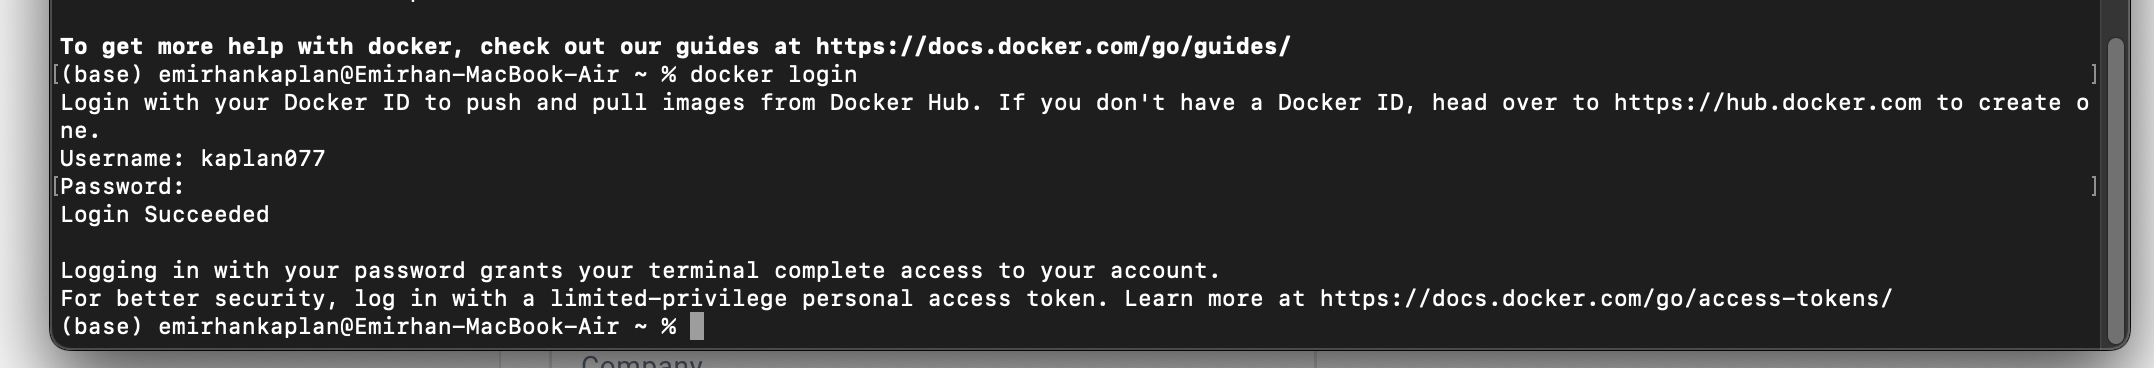 To get more help with docker, check out our guides at https://docs.docker.com/go/guides/
[(base) emirhankaplan@Emirhan-MacBook-Air ~ % docker login ]
Login with your Docker ID to push and pull images from Docker Hub. If you don't have a Docker ID, head over to https://hub.docker.com to create o
ne.
Username: kaplan077
[Password: ]
Login Succeeded
Logging in with your password grants your terminal complete access to your account.
For better security, log in with a limited-privilege personal access token. Learn more at https://docs.docker.com/go/access-tokens/
(base) emirhankaplan@Emirhan-MacBook-Air ~ %
Company